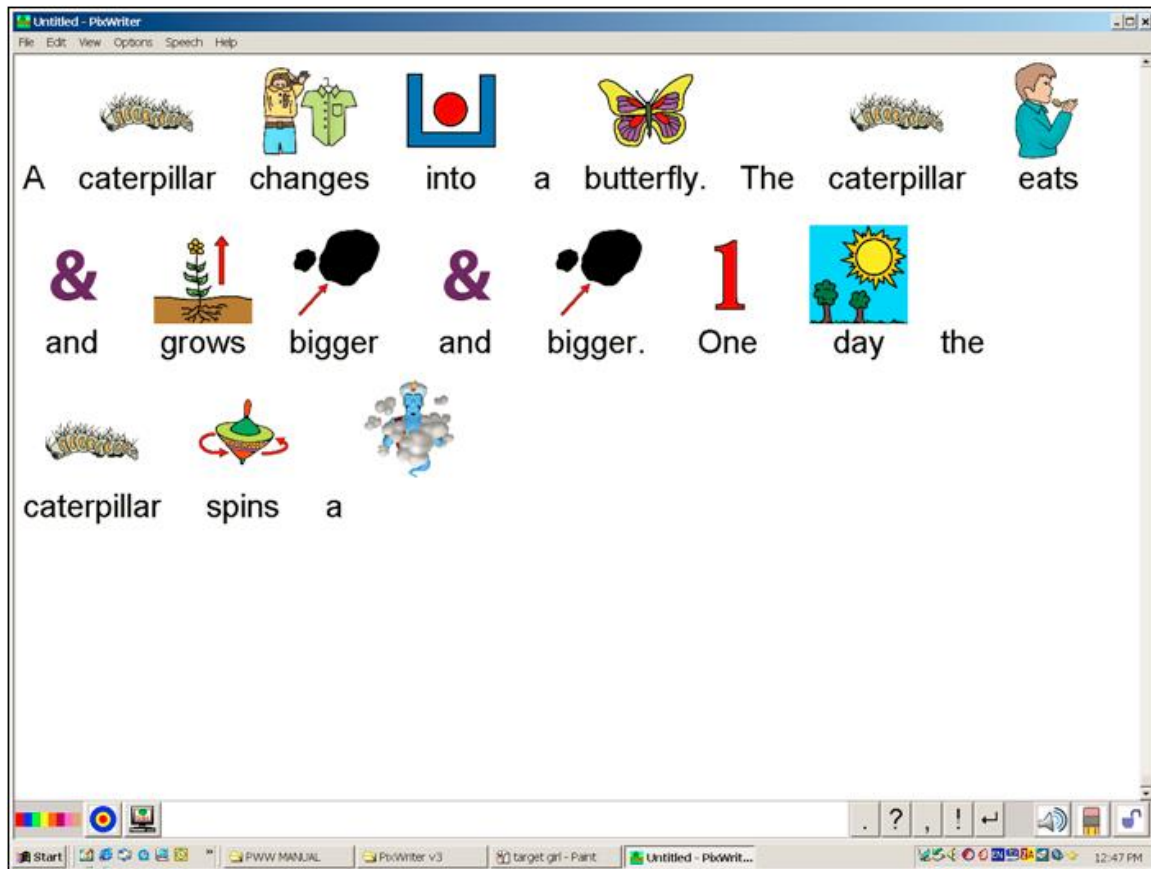 Untitled - PixWriter
File Edit View Options Speech Help
A caterpillar changes into a butterfly. The caterpillar eats
& & 1
and grows bigger and bigger. One day the
caterpillar spins a
. ? , ! ↵
Start » PWW MANUAL PixWriter v3 target girl - Paint Untitled - PixWrit... EN 12:47 PM